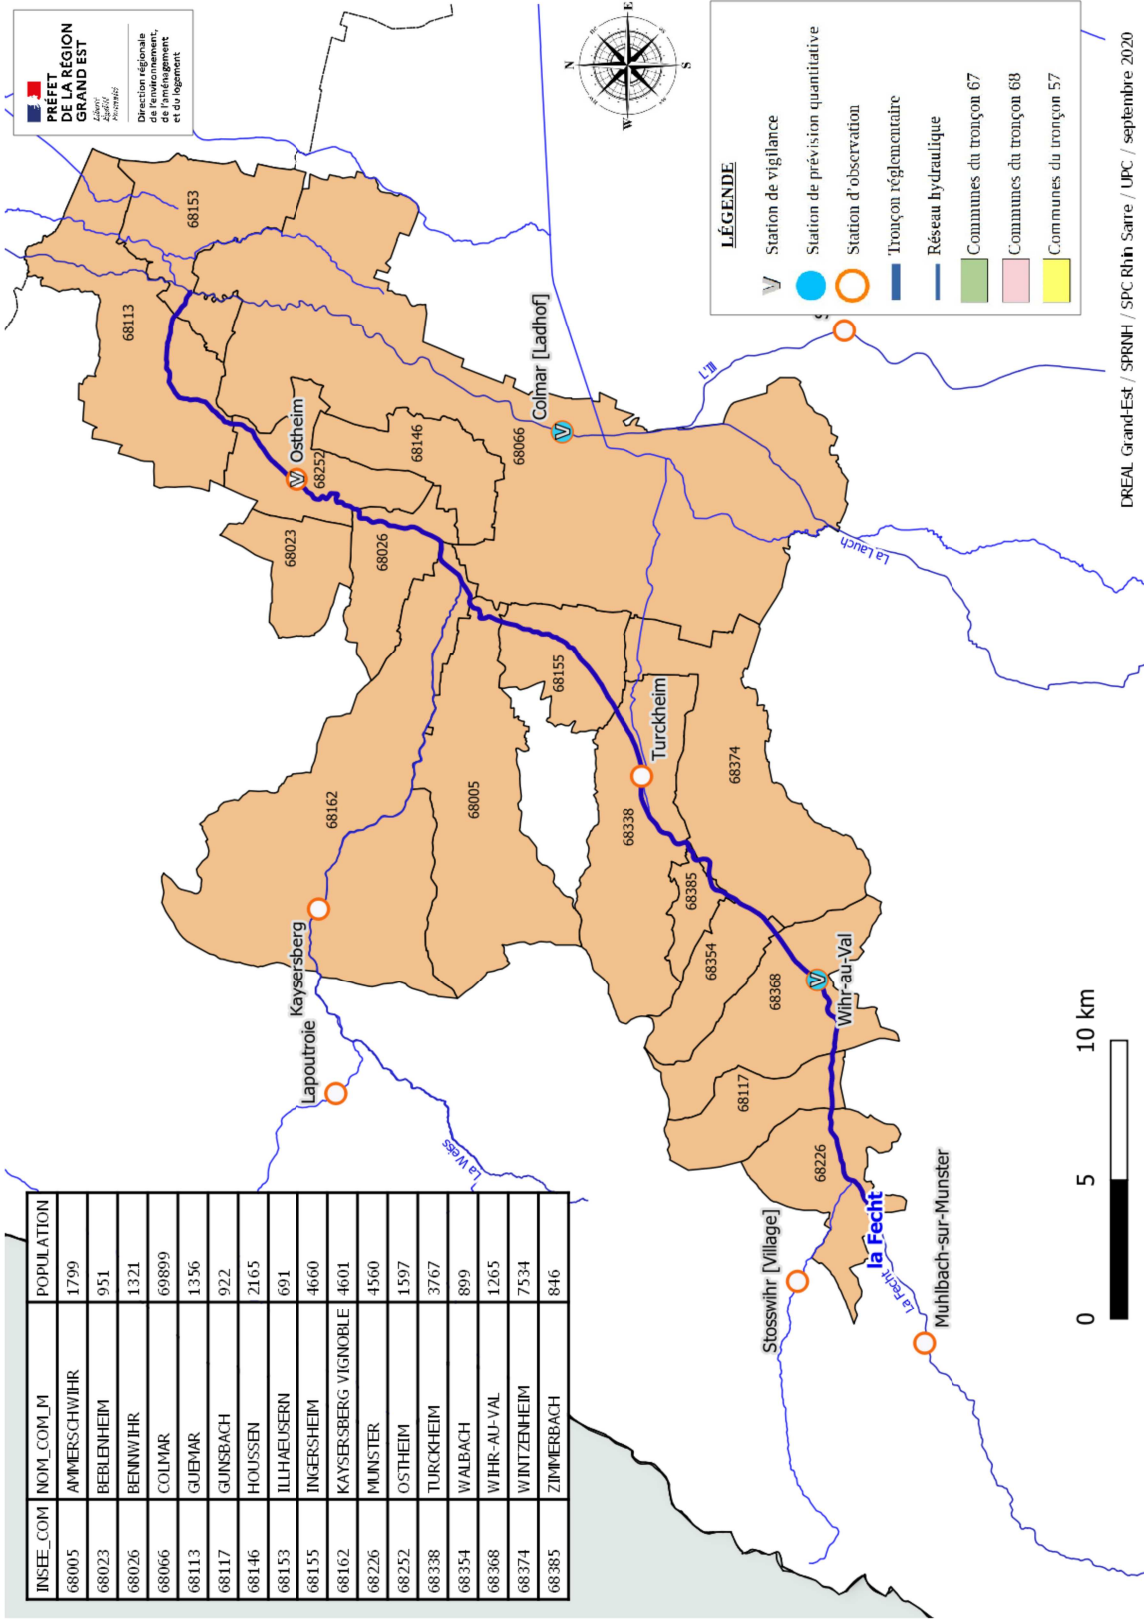 INSEE_COM NOM_COM_M POPULATION
68005 AMMERSCHWIHR 1799
68023 BEBLENHEIM 951
68026 BENNWIHR 1321
68066 COLMAR 69899
68113 GUEMAR 1356
68117 GUNSBACH 922
68146 HOUSSEN 2165
68153 ILLHAEUSERN 691
68155 INGERSHEIM 4660
68162 KAYSERSBERG VIGNOBLE 4601
68226 MUNSTER 4560
68252 OSTHEIM 1597
68338 TURCKHEIM 3767
68354 WALBACH 899
68368 WIHR-AU-VAL 1265
68374 WINTZENHEIM 7534
68385 ZIMMERBACH 846
PRÉFET
DE LA RÉGION
GRAND EST
Liberté
Égalité
Fraternité
Direction régionale
de l'environnement,
de l'aménagement
et du logement
68153
68113
Ostheim
68252
68023
68026
68146
68066
Colmar [Ladhof]
68162
Kaysersberg
Lapoutroie
La Weiss
68005
68155
Turckheim
68338
68374
68385
68354
68368
Wihr-au-Val
68117
68226
la Fecht
La Fecht
Stosswihr [Village]
Muhlbach-sur-Munster
L'Ill
La Lauch
N
E
S
W
LÉGENDE
V Station de vigilance
Station de prévision quantitative
Station d'observation
Tronçon réglementaire
Réseau hydraulique
Communes du tronçon 67
Communes du tronçon 68
Communes du tronçon 57
0 5 10 km
DREAL Grand-Est / SPRNH / SPC Rhin Sarre / UPC / septembre 2020